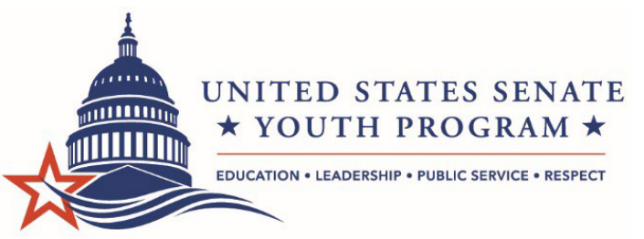 UNITED STATES SENATE
★ YOUTH PROGRAM ★
EDUCATION • LEADERSHIP • PUBLIC SERVICE • RESPECT